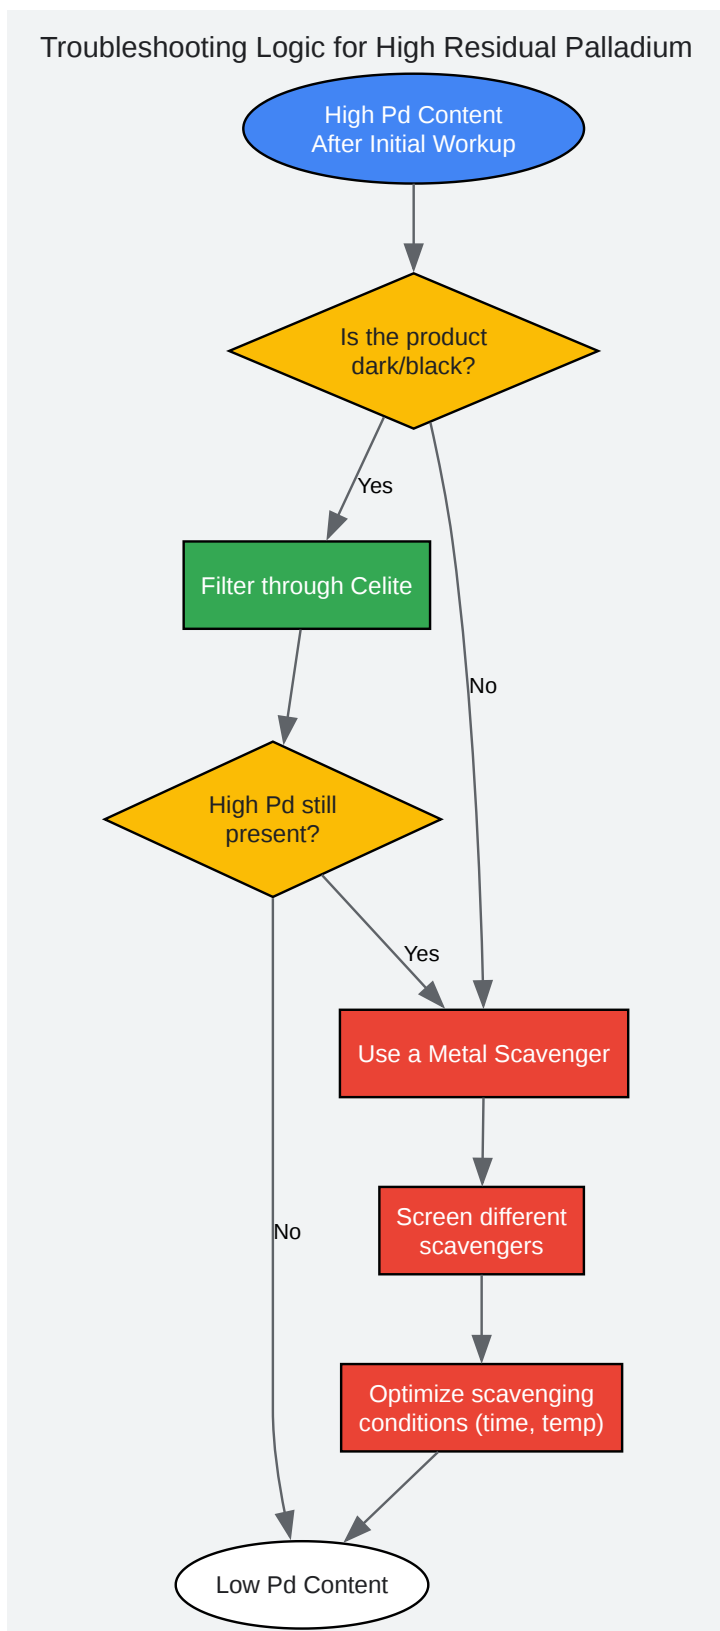 Troubleshooting Logic for High Residual Palladium
High Pd Content
After Initial Workup
Is the product
dark/black?
Yes
Filter through Celite
No
High Pd still
present?
Yes
Use a Metal Scavenger
Screen different
scavengers
No
Optimize scavenging
conditions (time, temp)
Low Pd Content